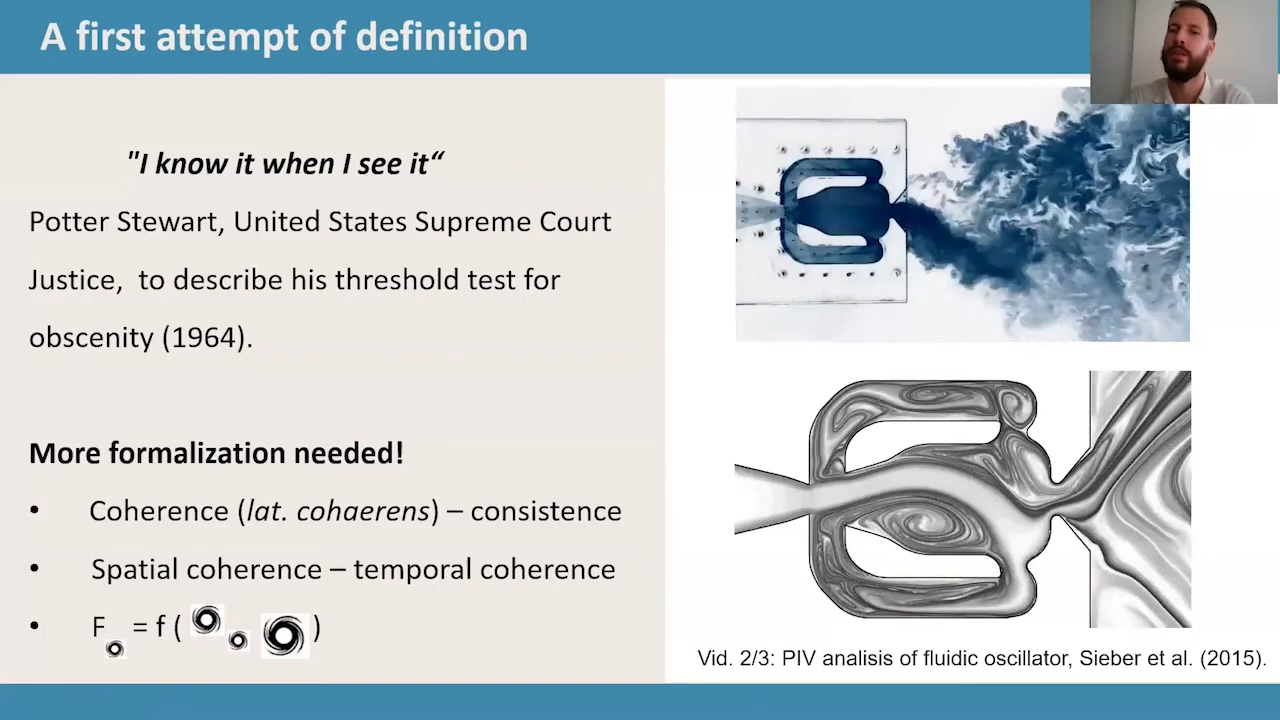 A first attempt of definition
"I know it when I see it“
Potter Stewart, United States Supreme Court
Justice,  to describe his threshold test for
obscenity (1964).
More formalization needed!
• Coherence (lat. cohaerens) – consistence
• Spatial coherence – temporal coherence
• F = f ( )
Vid. 2/3: PIV analisis of fluidic oscillator, Sieber et al. (2015).